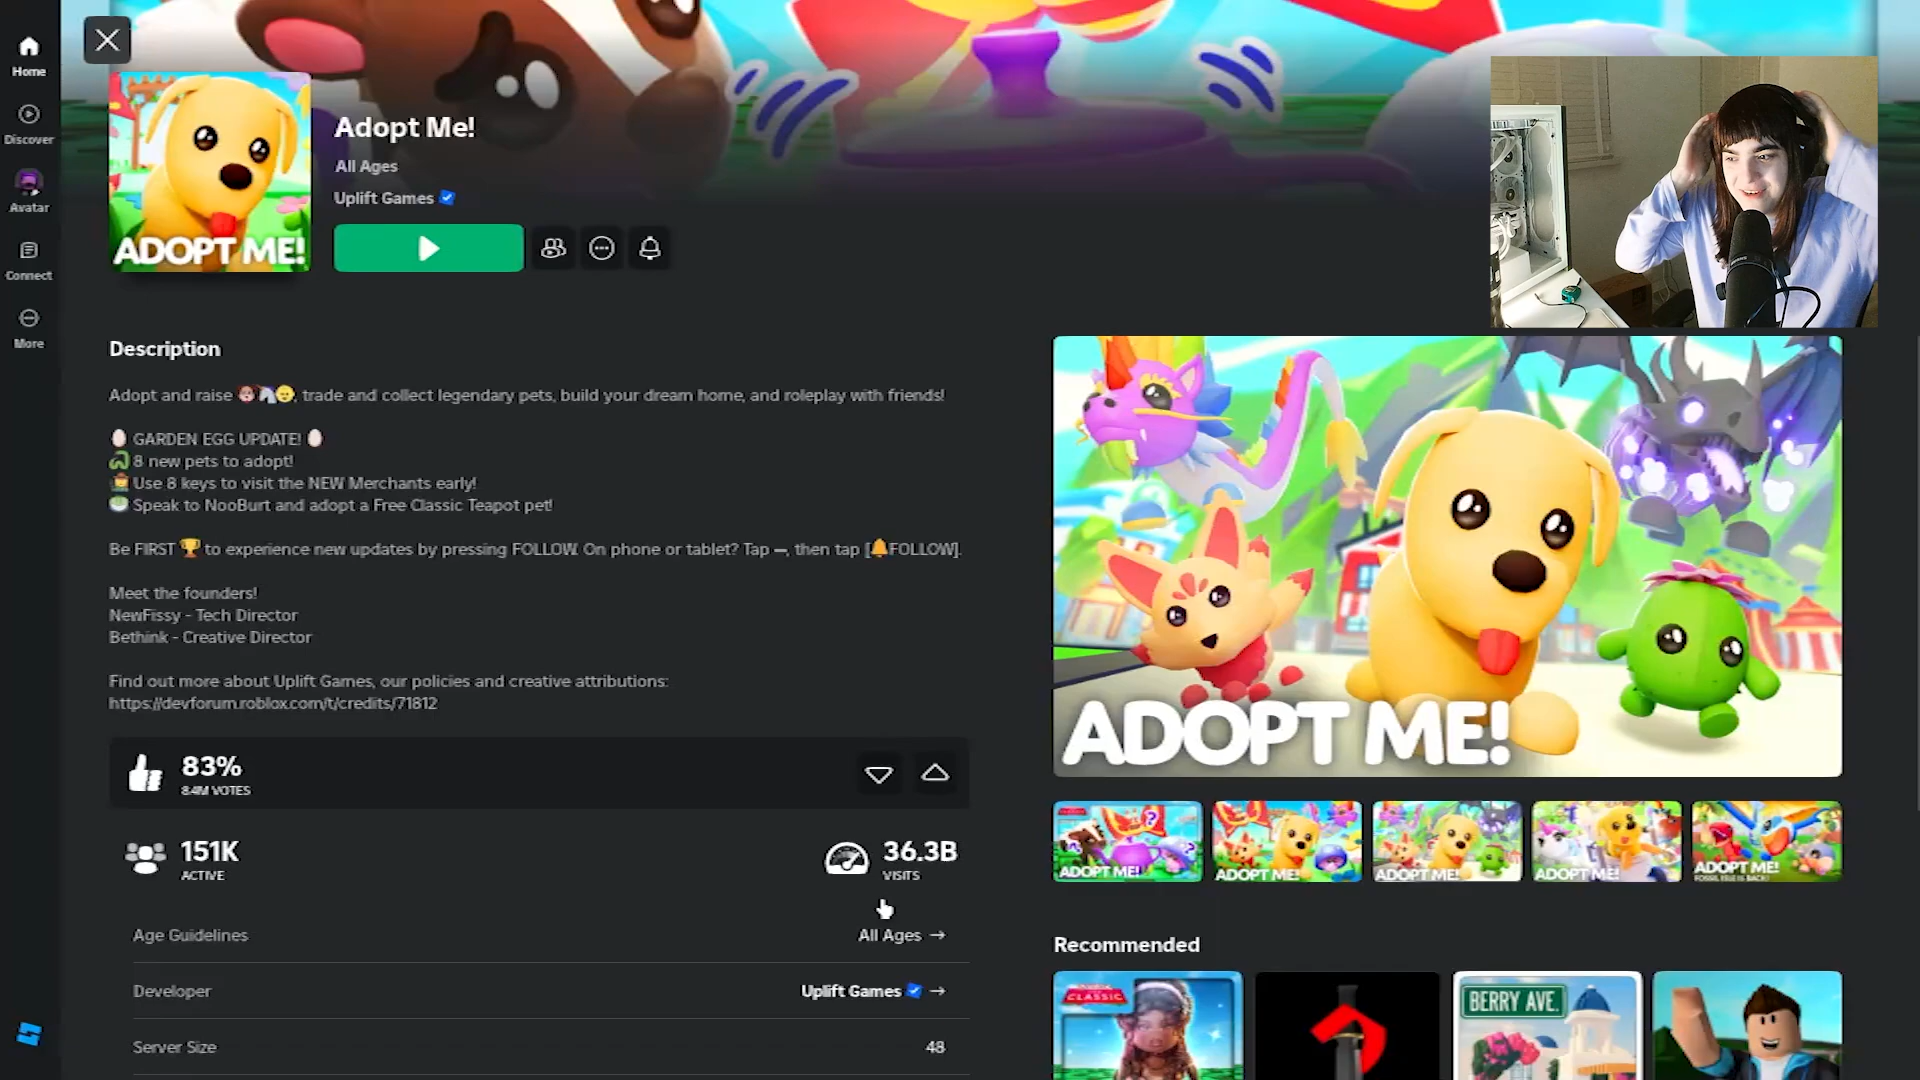 Home
Discover
Avatar
Connect
More
ADOPT ME!
Adopt Me!
All Ages
Uplift Games
Description
Adopt and raise 👶🦄😊, trade and collect legendary pets, build your dream home, and roleplay with friends!
🥚 GARDEN EGG UPDATE! 🥚
🐍 8 new pets to adopt!
Use 8 keys to visit the NEW Merchants early!
🍵 Speak to NooBurt and adopt a Free Classic Teapot pet!
Be FIRST 🏆 to experience new updates by pressing FOLLOW. On phone or tablet? Tap —, then tap [🔔FOLLOW].
Meet the founders!
NewFissy - Tech Director
Bethink - Creative Director
Find out more about Uplift Games, our policies and creative attributions:
https://devforum.roblox.com/t/credits/71812
83%
8.4M VOTES
151K
ACTIVE
36.3B
VISITS
Age Guidelines
All Ages →
Developer
Uplift Games →
Server Size
48
ADOPT ME!
ADOPT ME!
ADOPT ME!
ADOPT ME!
ADOPT ME!
ADOPT ME!
FOSSIL ISLE IS BACK!
Recommended
CLASSIC
BERRY AVE.